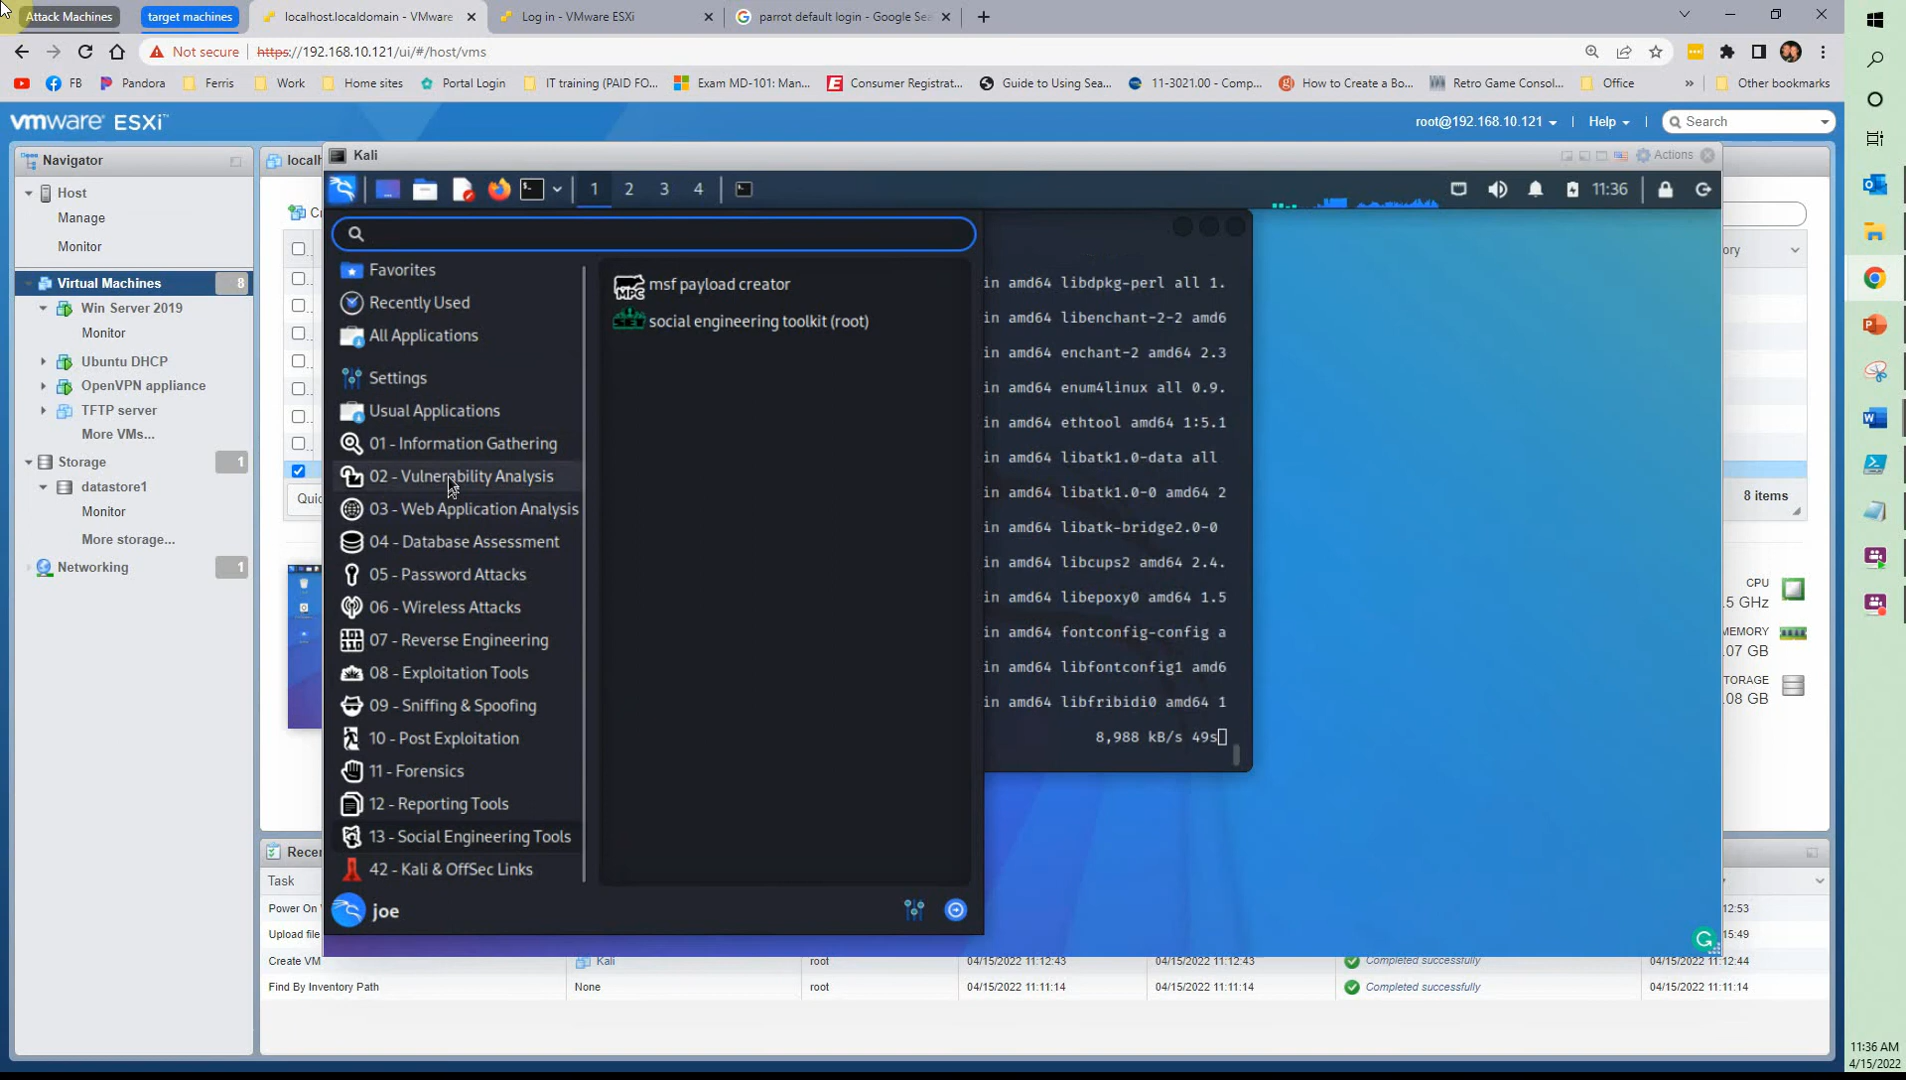 Attack Machines
target machines
localhost.localdomain - VMware
Log in - VMware ESXi
parrot default login - Google Sea
Not secure
https://192.168.10.121/ui/#/host/vms
FB
Pandora
Ferris
Work
Home sites
Portal Login
IT training (PAID FO...
Exam MD-101: Man...
Consumer Registrat...
Guide to Using Sea...
11-3021.00 - Comp...
How to Create a Bo...
Retro Game Consol...
Office
»
Other bookmarks
vmware ESXi
root@192.168.10.121
Help
Search
Navigator
Host
Manage
Monitor
Virtual Machines
8
Win Server 2019
Monitor
Ubuntu DHCP
OpenVPN appliance
TFTP server
More VMs...
Storage
1
datastore1
Monitor
More storage...
Networking
1
localh
Kali
Actions
1
2
3
4
11:36
Favorites
Recently Used
All Applications
Settings
Usual Applications
01 - Information Gathering
02 - Vulnerability Analysis
03 - Web Application Analysis
04 - Database Assessment
05 - Password Attacks
06 - Wireless Attacks
07 - Reverse Engineering
08 - Exploitation Tools
09 - Sniffing & Spoofing
10 - Post Exploitation
11 - Forensics
12 - Reporting Tools
13 - Social Engineering Tools
42 - Kali & OffSec Links
joe
MPC
msf payload creator
SET
social engineering toolkit (root)
in amd64 libdpkg-perl all 1.
in amd64 libenchant-2-2 amd6
in amd64 enchant-2 amd64 2.3
in amd64 enum4linux all 0.9.
in amd64 ethtool amd64 1:5.1
in amd64 libatk1.0-data all
in amd64 libatk1.0-0 amd64 2
in amd64 libatk-bridge2.0-0
in amd64 libcups2 amd64 2.4.
in amd64 libepoxy0 amd64 1.5
in amd64 fontconfig-config a
in amd64 libfontconfig1 amd6
in amd64 libfribidi0 amd64 1
8,988 kB/s 49s
Cr
Quic
ory
8 items
CPU
.5 GHz
MEMORY
.07 GB
TORAGE
.08 GB
Recen
Task
Power On V
12:53
Upload file
15:49
Create VM
Kali
root
04/15/2022 11:12:43
04/15/2022 11:12:43
Completed successfully
04/15/2022 11:12:44
Find By Inventory Path
None
root
04/15/2022 11:11:14
04/15/2022 11:11:14
Completed successfully
04/15/2022 11:11:14
11:36 AM
4/15/2022